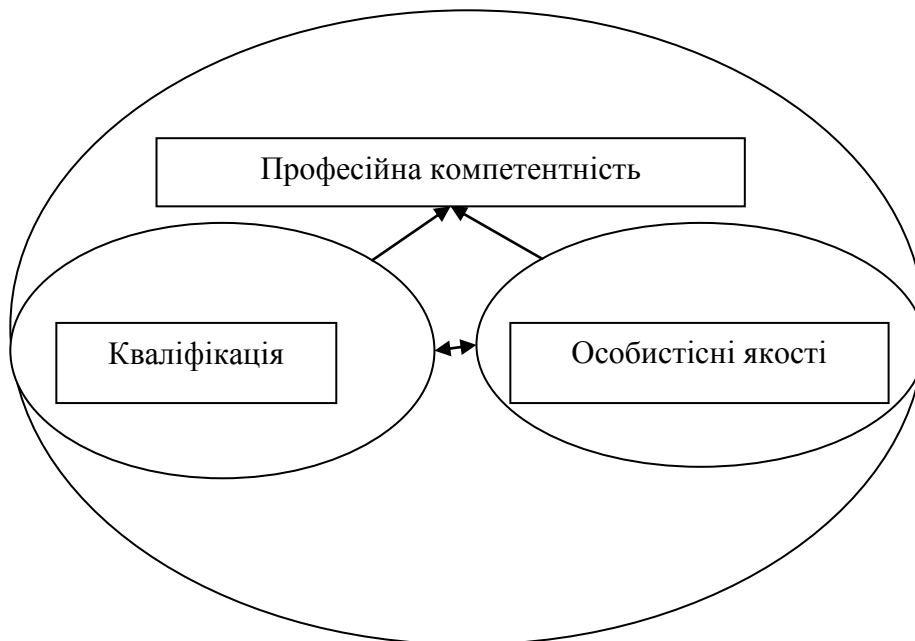 Професійна компетентність
Кваліфікація
Особистісні якості